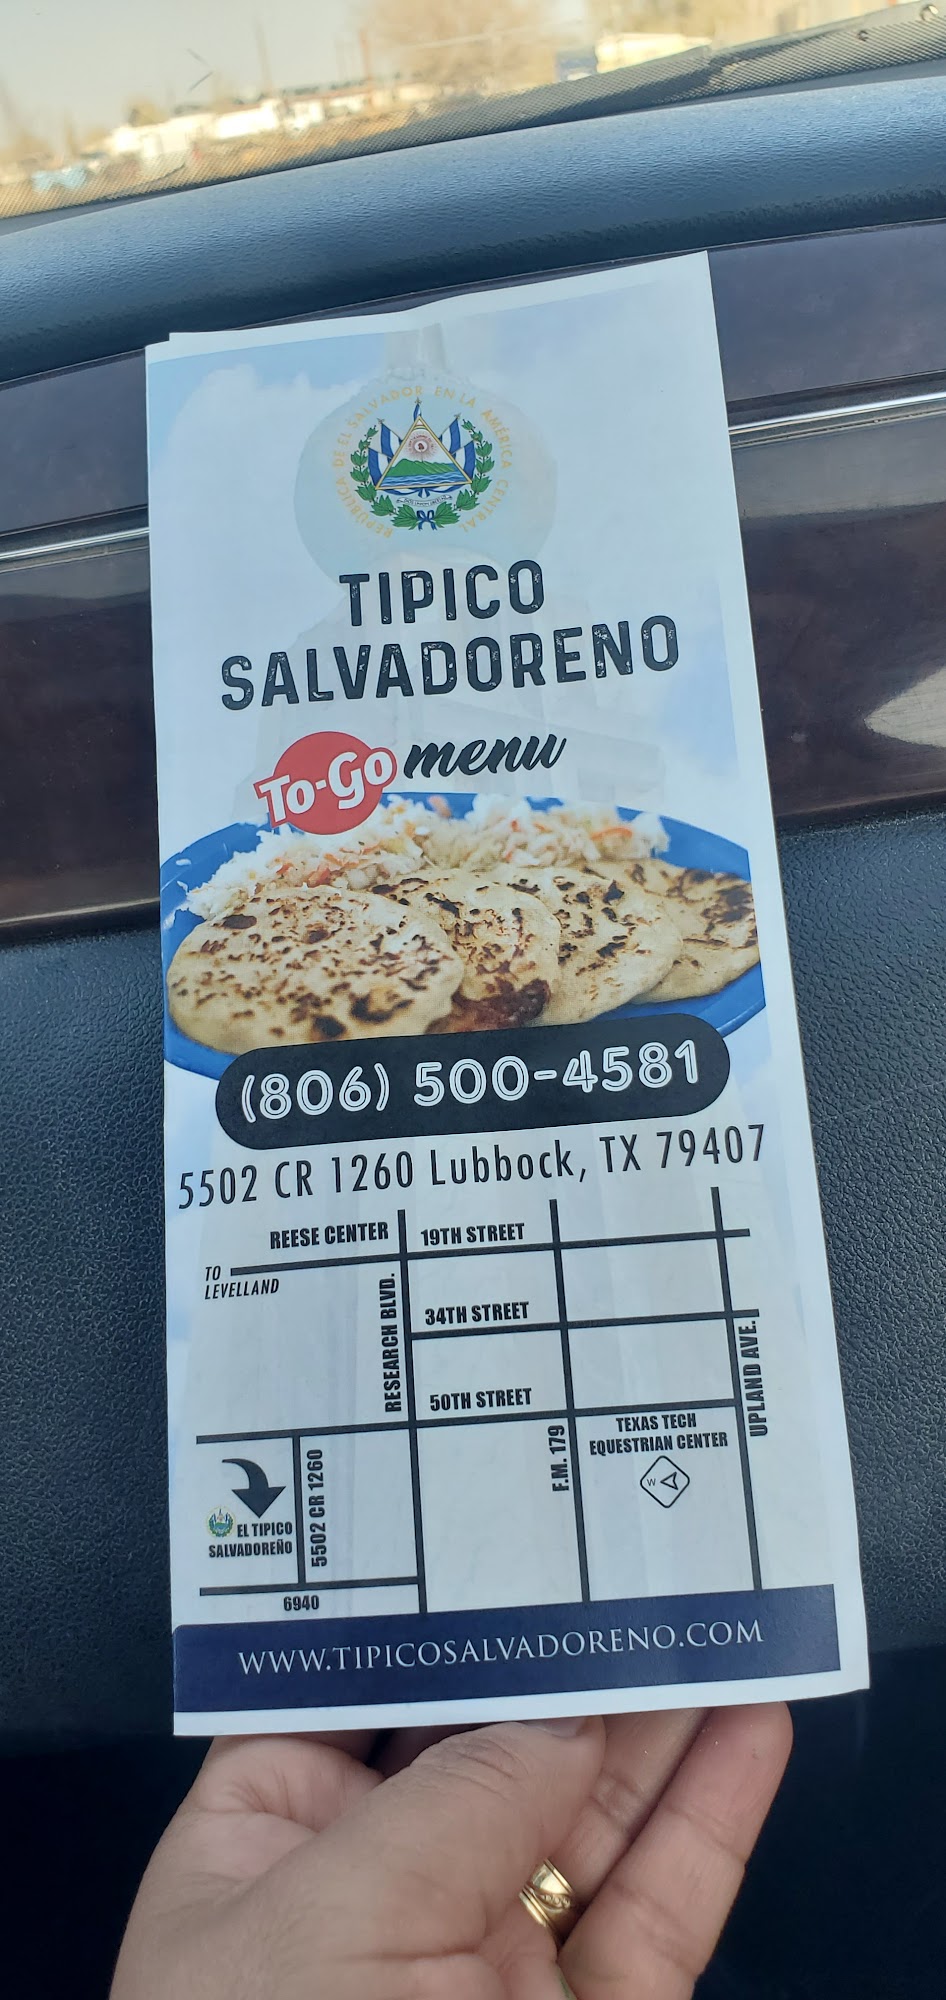 REPÚBLICA DE EL SALVADOR EN LA AMÉRICA CENTRAL
TIPICO
SALVADORENO
To-Go menu
(806) 500-4581
5502 CR 1260 Lubbock, TX 79407
REESE CENTER
19TH STREET
TO
LEVELLAND
RESEARCH BLVD.
34TH STREET
UPLAND AVE.
50TH STREET
F.M. 179
TEXAS TECH
EQUESTRIAN CENTER
W
5502 CR 1260
EL TIPICO
SALVADOREÑO
6940
WWW.TIPICOSALVADORENO.COM